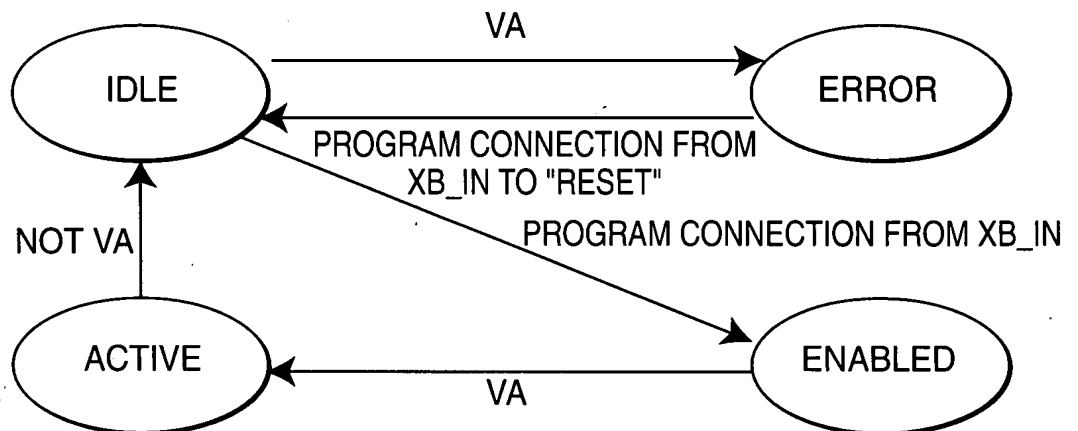 VA
IDLE
ERROR
PROGRAM CONNECTION FROM
XB_IN TO "RESET"
PROGRAM CONNECTION FROM XB_IN
NOT VA
ACTIVE
ENABLED
VA